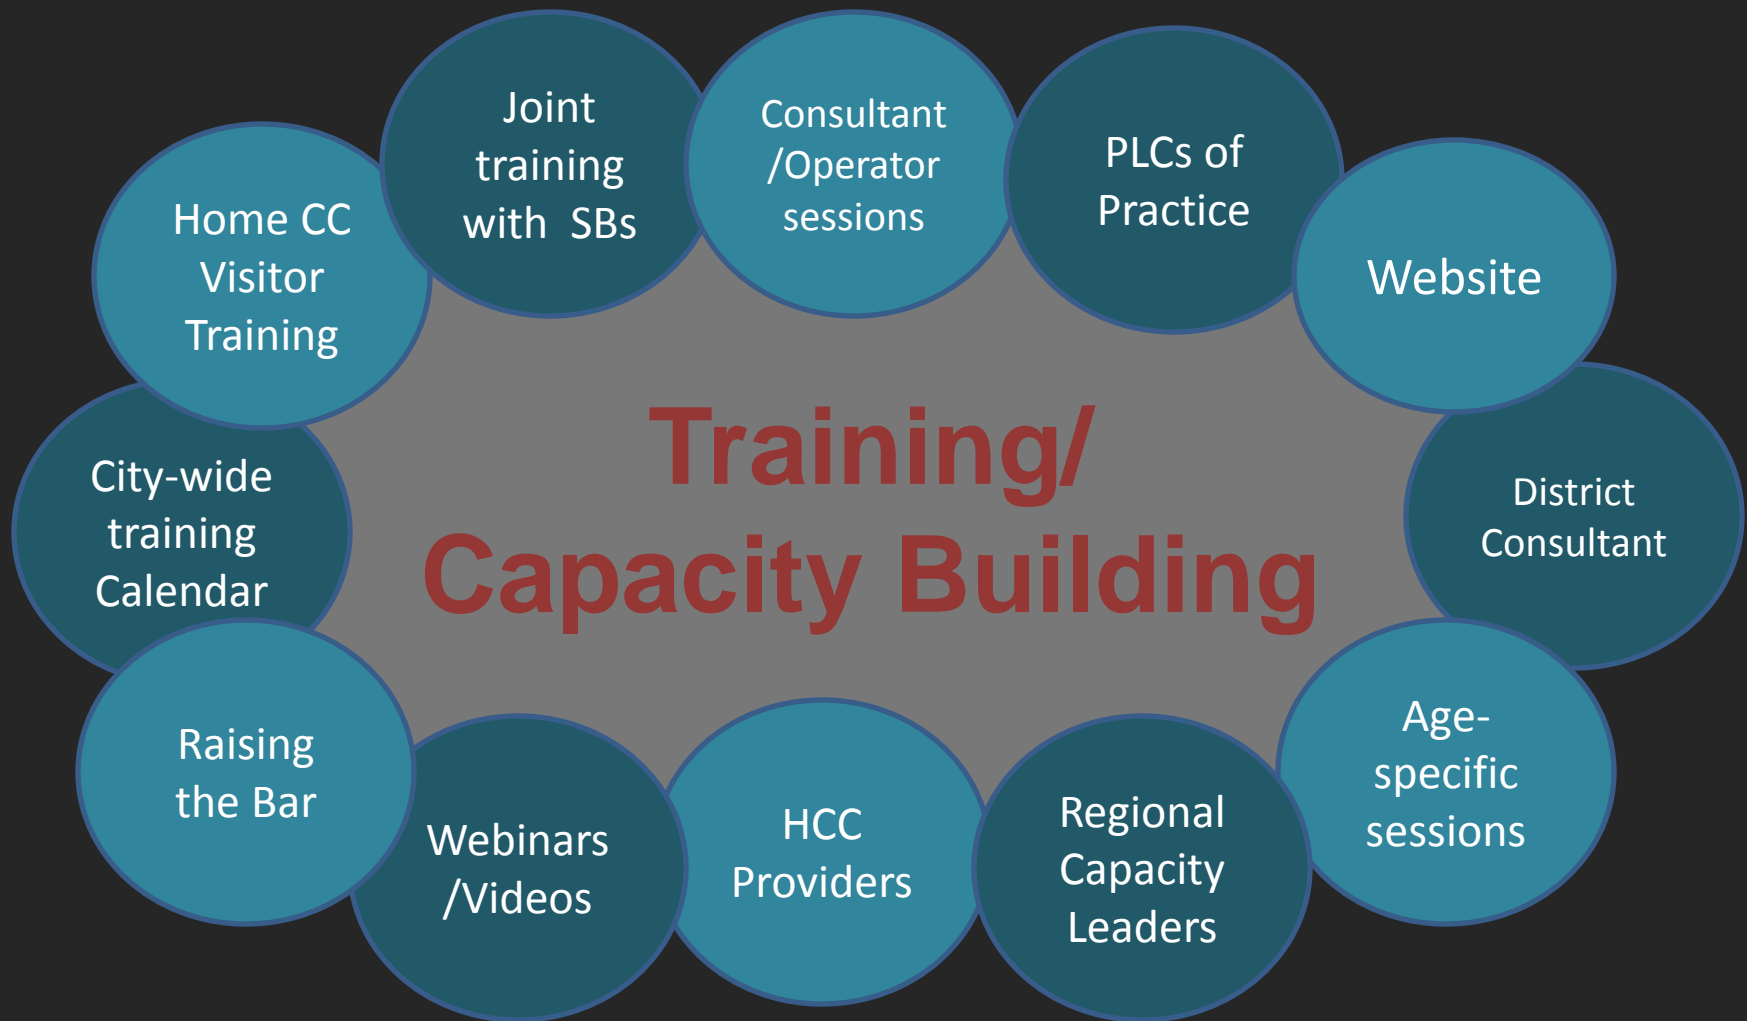 Joint
training
with  SBs
Consultant
/Operator
sessions
PLCs of
Practice
Website
District
Consultant
Age-
specific
sessions
Regional
Capacity
Leaders
HCC
Providers
Webinars
/Videos
Raising
the Bar
City-wide
training
Calendar
Home CC
Visitor
Training
Training/
Capacity Building